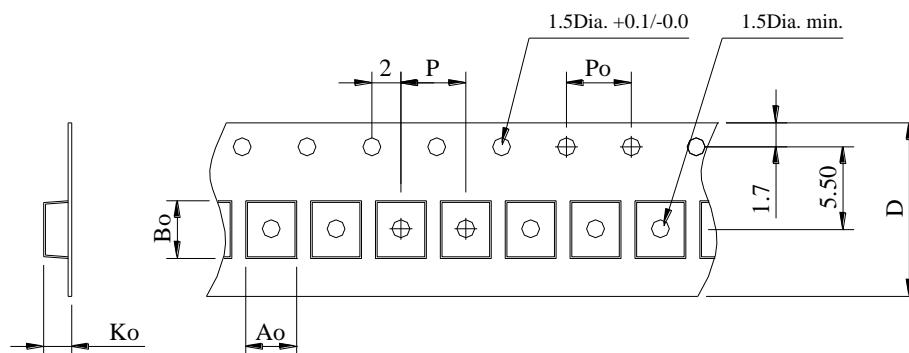 1.5Dia. +0.1/-0.0
1.5Dia. min.
2
P
Po
1.7
5.50
D
Bo
Ko
Ao